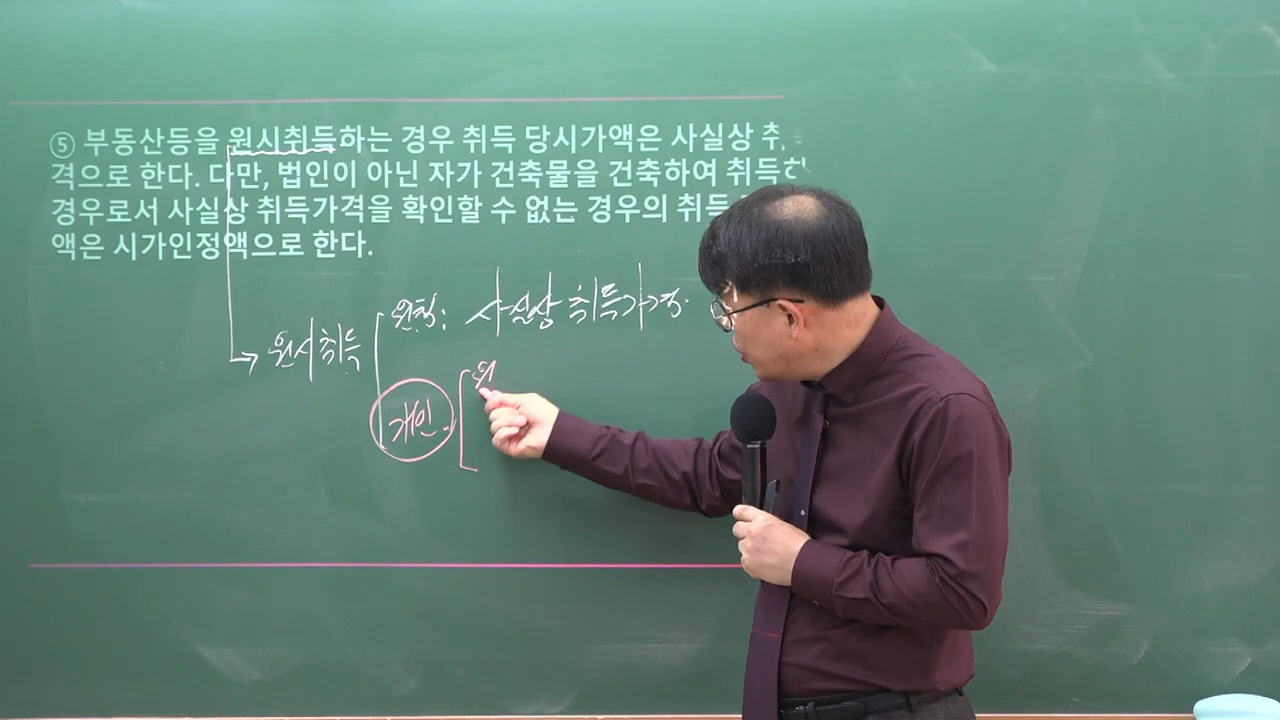 ⑤ 부동산등을 원시취득하는 경우 취득 당시가액은 사실상 취
격으로 한다. 다만, 법인이 아닌 자가 건축물을 건축하여 취득하
경우로서 사실상 취득가격을 확인할 수 없는 경우의 취득
액은 시가인정액으로 한다.
원칙: 사실상 취득가격.
원시취득
개인.